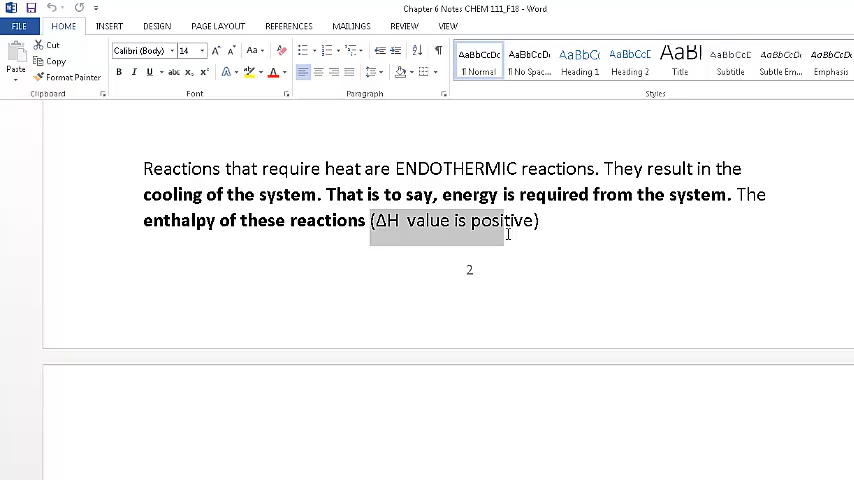 Chapter 6 Notes CHEM 111_F18 - Word
FILE HOME INSERT DESIGN PAGE LAYOUT REFERENCES MAILINGS REVIEW VIEW
Cut
Copy
Paste
Format Painter
Calibri (Body) 14
AaBbCcDc AaBbCcDc AaBbC( AaBbCcE AaBl AaBbCcC AaBbCcDt AaBbCcDt
¶ Normal ¶ No Spac... Heading 1 Heading 2 Title Subtitle Subtle Em... Emphasis
Clipboard Font Paragraph Styles
Reactions that require heat are ENDOTHERMIC reactions. They result in the
cooling of the system. That is to say, energy is required from the system. The
enthalpy of these reactions (ΔH value is positive)
2